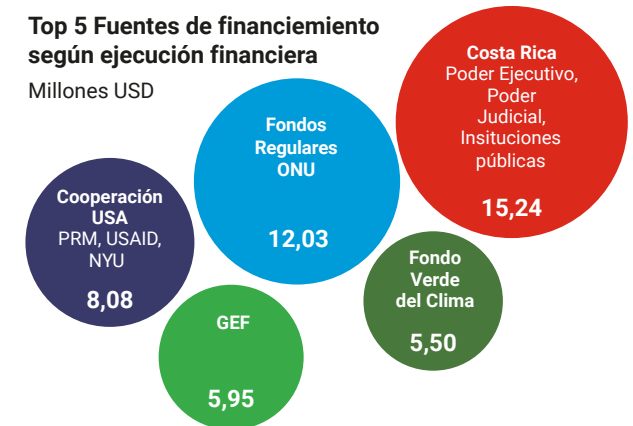 Top 5 Fuentes de financiemiento
según ejecución financiera
Millones USD
Costa Rica
Poder Ejecutivo,
Poder
Judicial,
Insituciones
públicas
15,24
Fondos
Regulares
ONU
12,03
Cooperación
USA
PRM, USAID,
NYU
8,08
Fondo
Verde
del Clima
5,50
GEF
5,95